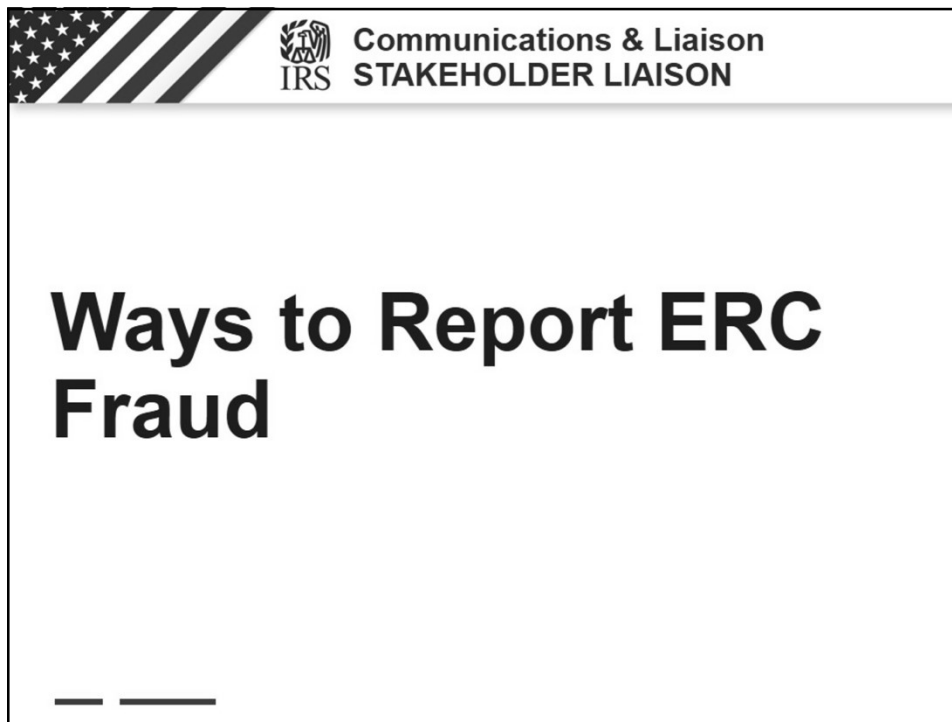 IRS
Communications & Liaison
STAKEHOLDER LIAISON
Ways to Report ERC
Fraud